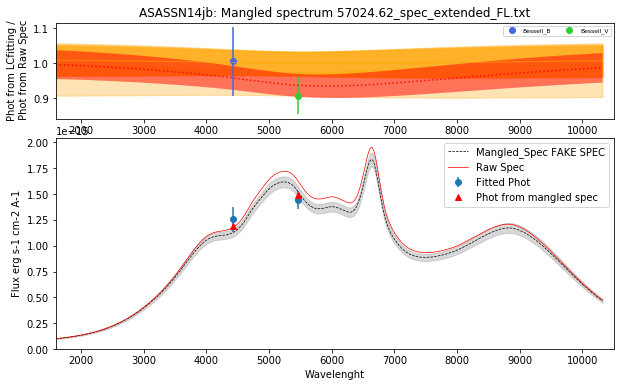 ASASSN14jb: Mangled spectrum 57024.62_spec_extended_FL.txt
Phot from LCfitting /
Phot from Raw Spec
1.1
1.0
0.9
Bessell_B
Bessell_V
2000 3000 4000 5000 6000 7000 8000 9000 10000
2.00
1.75
1.50
1.25
1.00
0.75
0.50
0.25
0.00
Flux erg s-1 cm-2 A-1
Mangled_Spec FAKE SPEC
Raw Spec
Fitted Phot
Phot from mangled spec
2000 3000 4000 5000 6000 7000 8000 9000 10000
Wavelenght